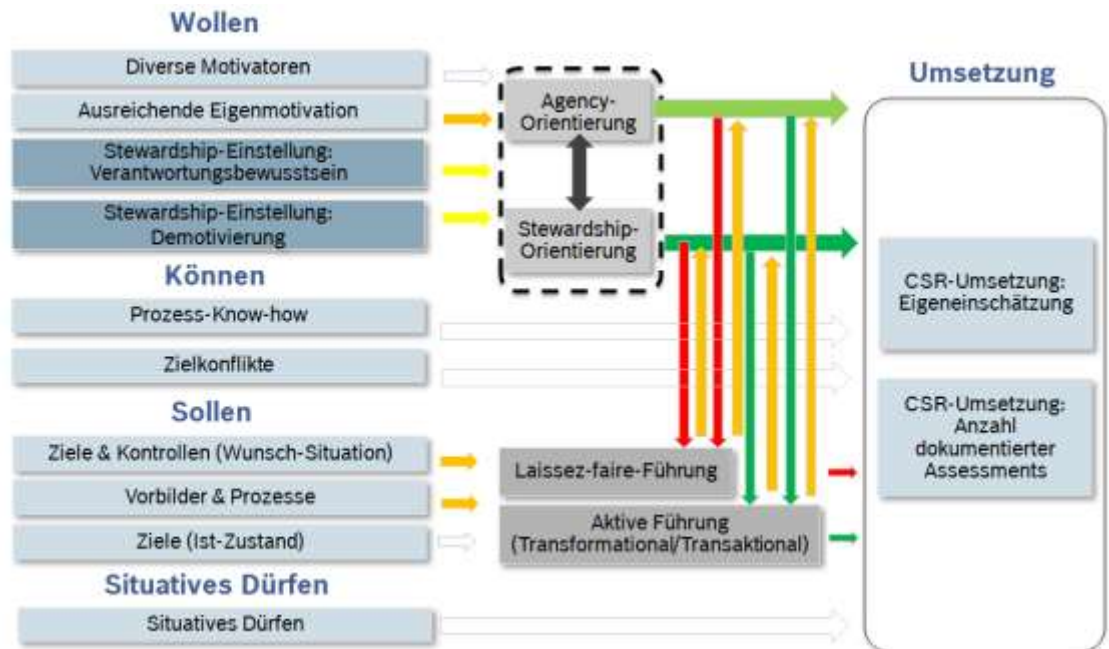 Wollen
Diverse Motivatoren
Ausreichende Eigenmotivation
Stewardship-Einstellung:
Verantwortungsbewusstsein
Stewardship-Einstellung:
Demotivierung
Können
Prozess-Know-how
Zielkonflikte
Sollen
Ziele & Kontrollen (Wunsch-Situation)
Vorbilder & Prozesse
Ziele (Ist-Zustand)
Situatives Dürfen
Situatives Dürfen
Agency-
Orientierung
Stewardship-
Orientierung
Laissez-faire-Führung
Aktive Führung
(Transformational/Transaktional)
Umsetzung
CSR-Umsetzung:
Eigeneinschätzung
CSR-Umsetzung:
Anzahl
dokumentierter
Assessments